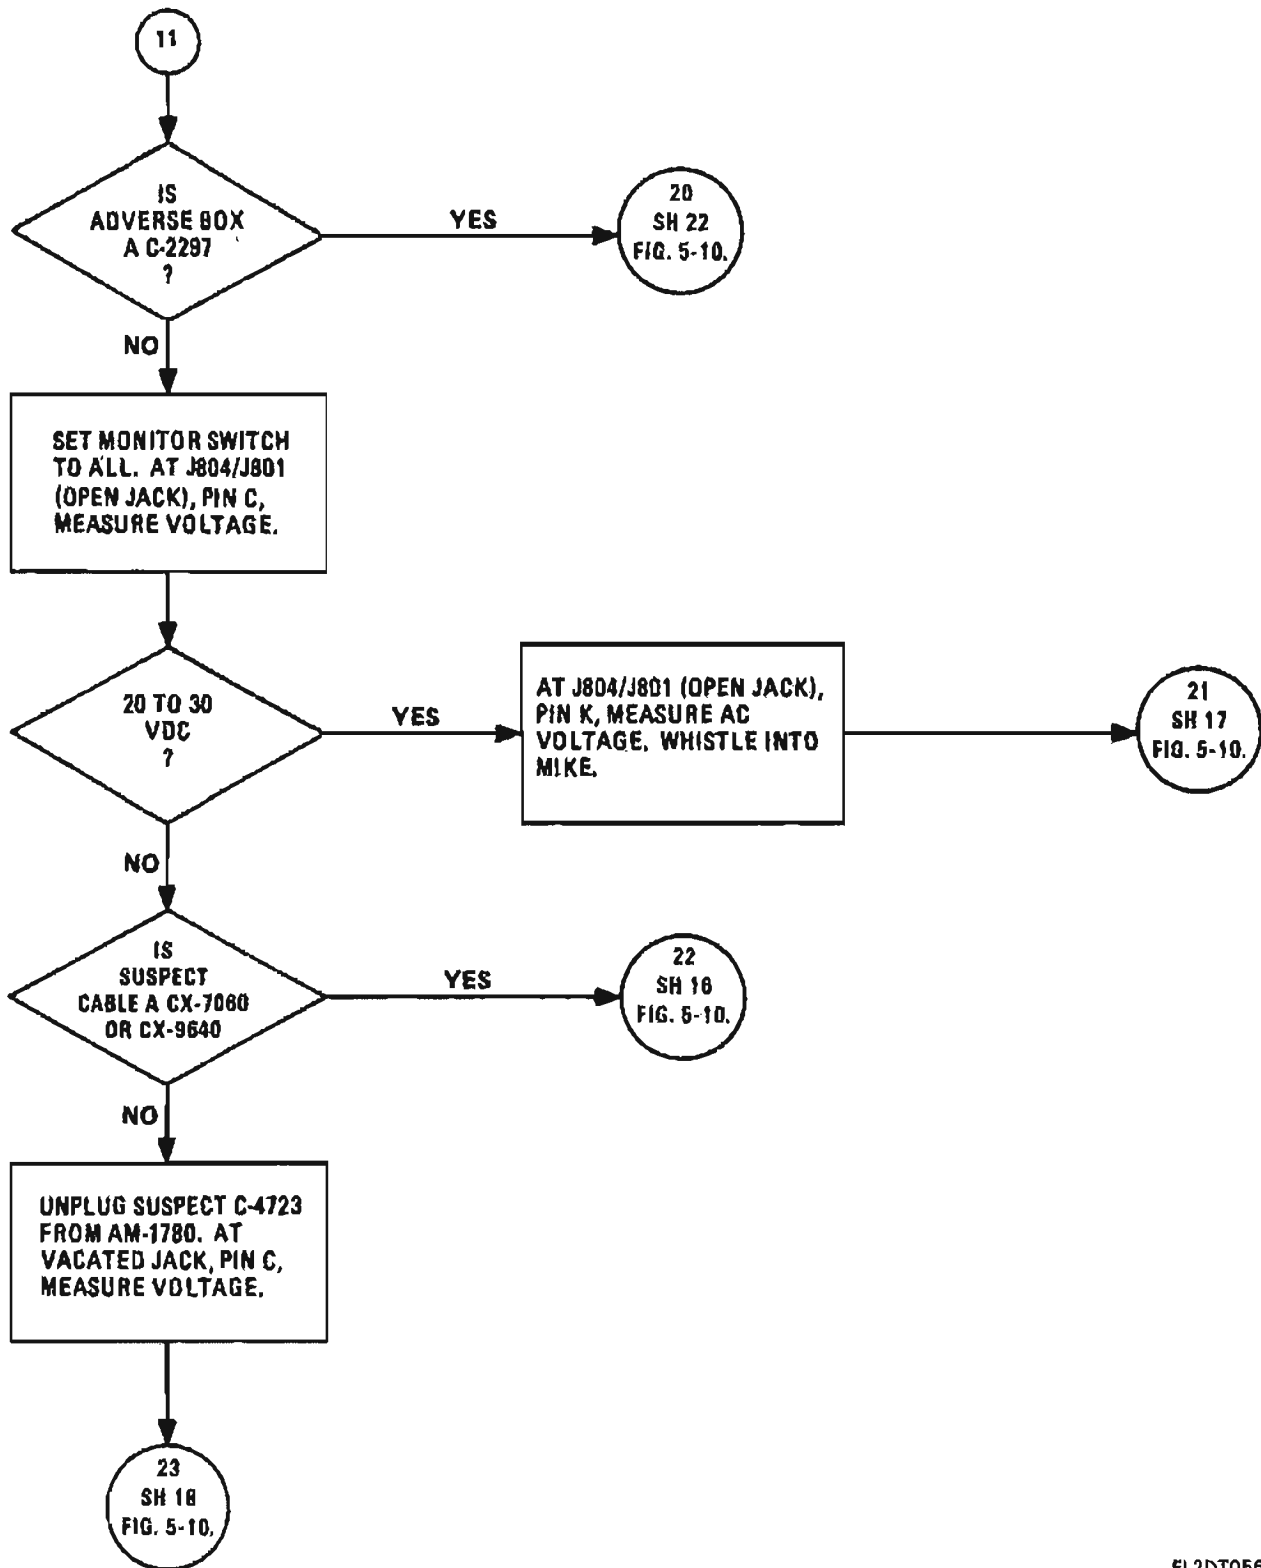 11
IS
ADVERSE BOX
A C-2297
?
YES
20
SH 22
FIG. 5-10.
NO
SET MONITOR SWITCH
TO ALL. AT J804/J801
(OPEN JACK), PIN C,
MEASURE VOLTAGE.
20 TO 30
VDC
?
YES
AT J804/J801 (OPEN JACK),
PIN K, MEASURE AC
VOLTAGE. WHISTLE INTO
MIKE.
21
SH 17
FIG. 5-10.
NO
IS
SUSPECT
CABLE A CX-7060
OR CX-9640
YES
22
SH 16
FIG. 5-10.
NO
UNPLUG SUSPECT C-4723
FROM AM-1780. AT
VACATED JACK, PIN C,
MEASURE VOLTAGE.
23
SH 18
FIG. 5-10.